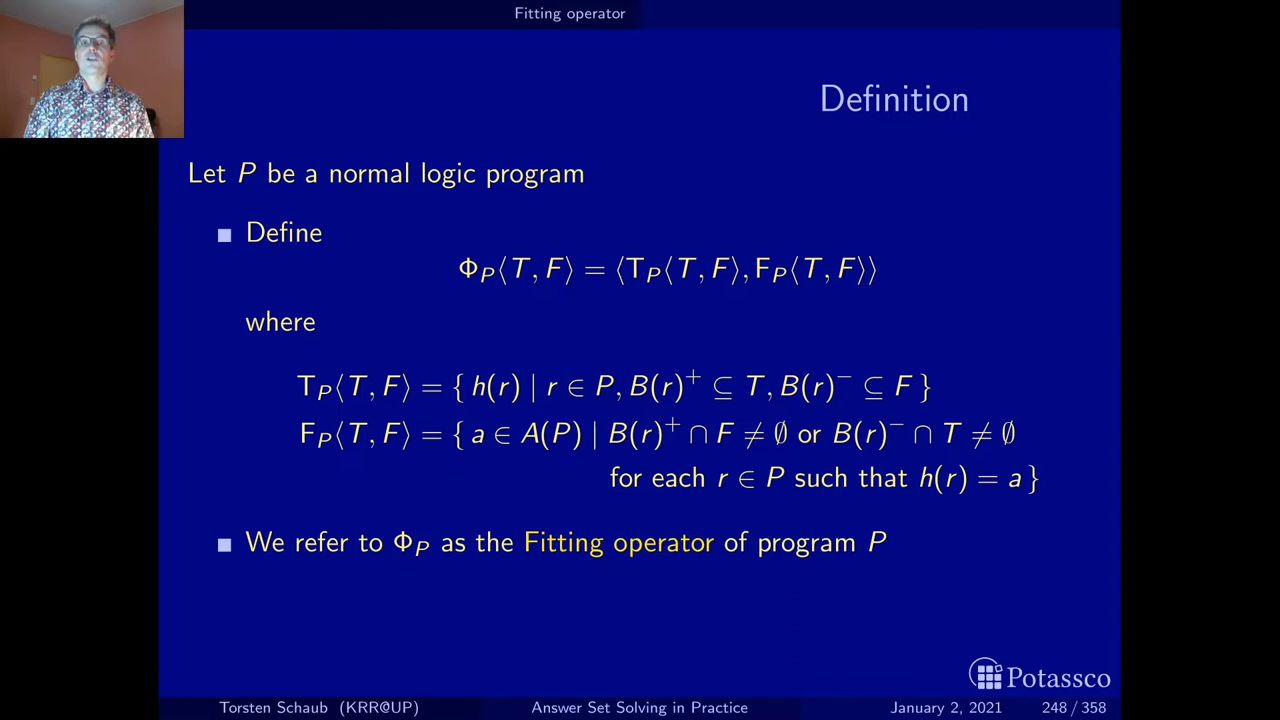 Fitting operator
Definition
Let P be a normal logic program
Define
Φ_P⟨T, F⟩ = ⟨T_P⟨T, F⟩, F_P⟨T, F⟩⟩
where
T_P⟨T, F⟩ = { h(r) | r ∈ P, B(r)⁺ ⊆ T, B(r)⁻ ⊆ F }
F_P⟨T, F⟩ = { a ∈ A(P) | B(r)⁺ ∩ F ≠ ∅ or B(r)⁻ ∩ T ≠ ∅
for each r ∈ P such that h(r) = a }
We refer to Φ_P as the Fitting operator of program P
Potassco
Torsten Schaub (KRR@UP) Answer Set Solving in Practice January 2, 2021 248 / 358